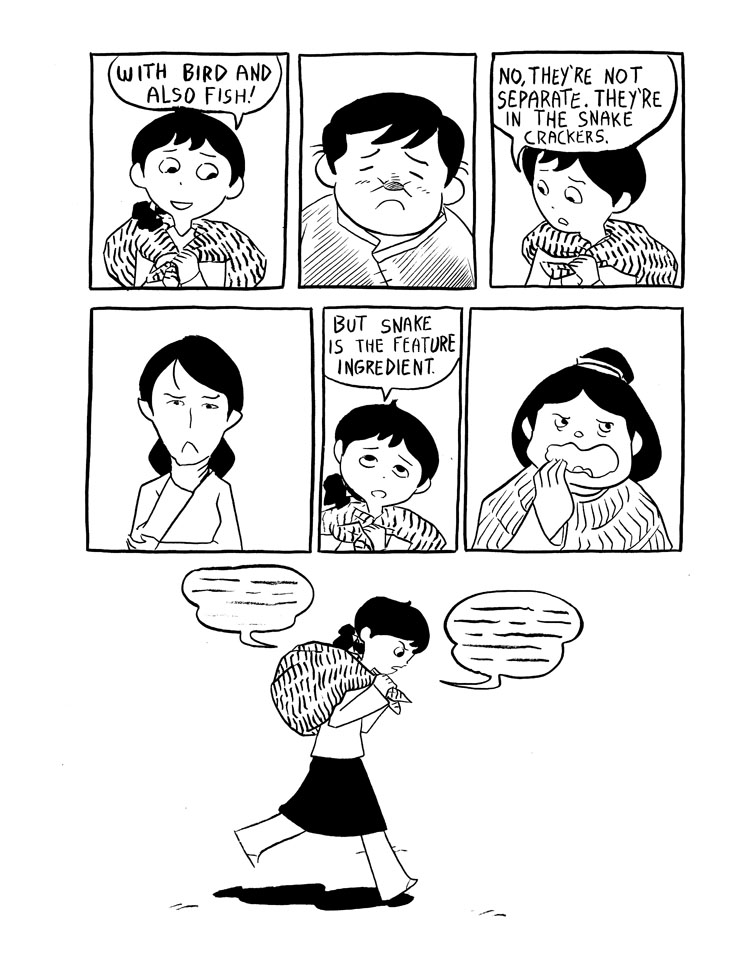 WITH BIRD AND
ALSO FISH!
NO, THEY'RE NOT
SEPARATE. THEY'RE
IN THE SNAKE
CRACKERS.
BUT SNAKE
IS THE FEATURE
INGREDIENT.